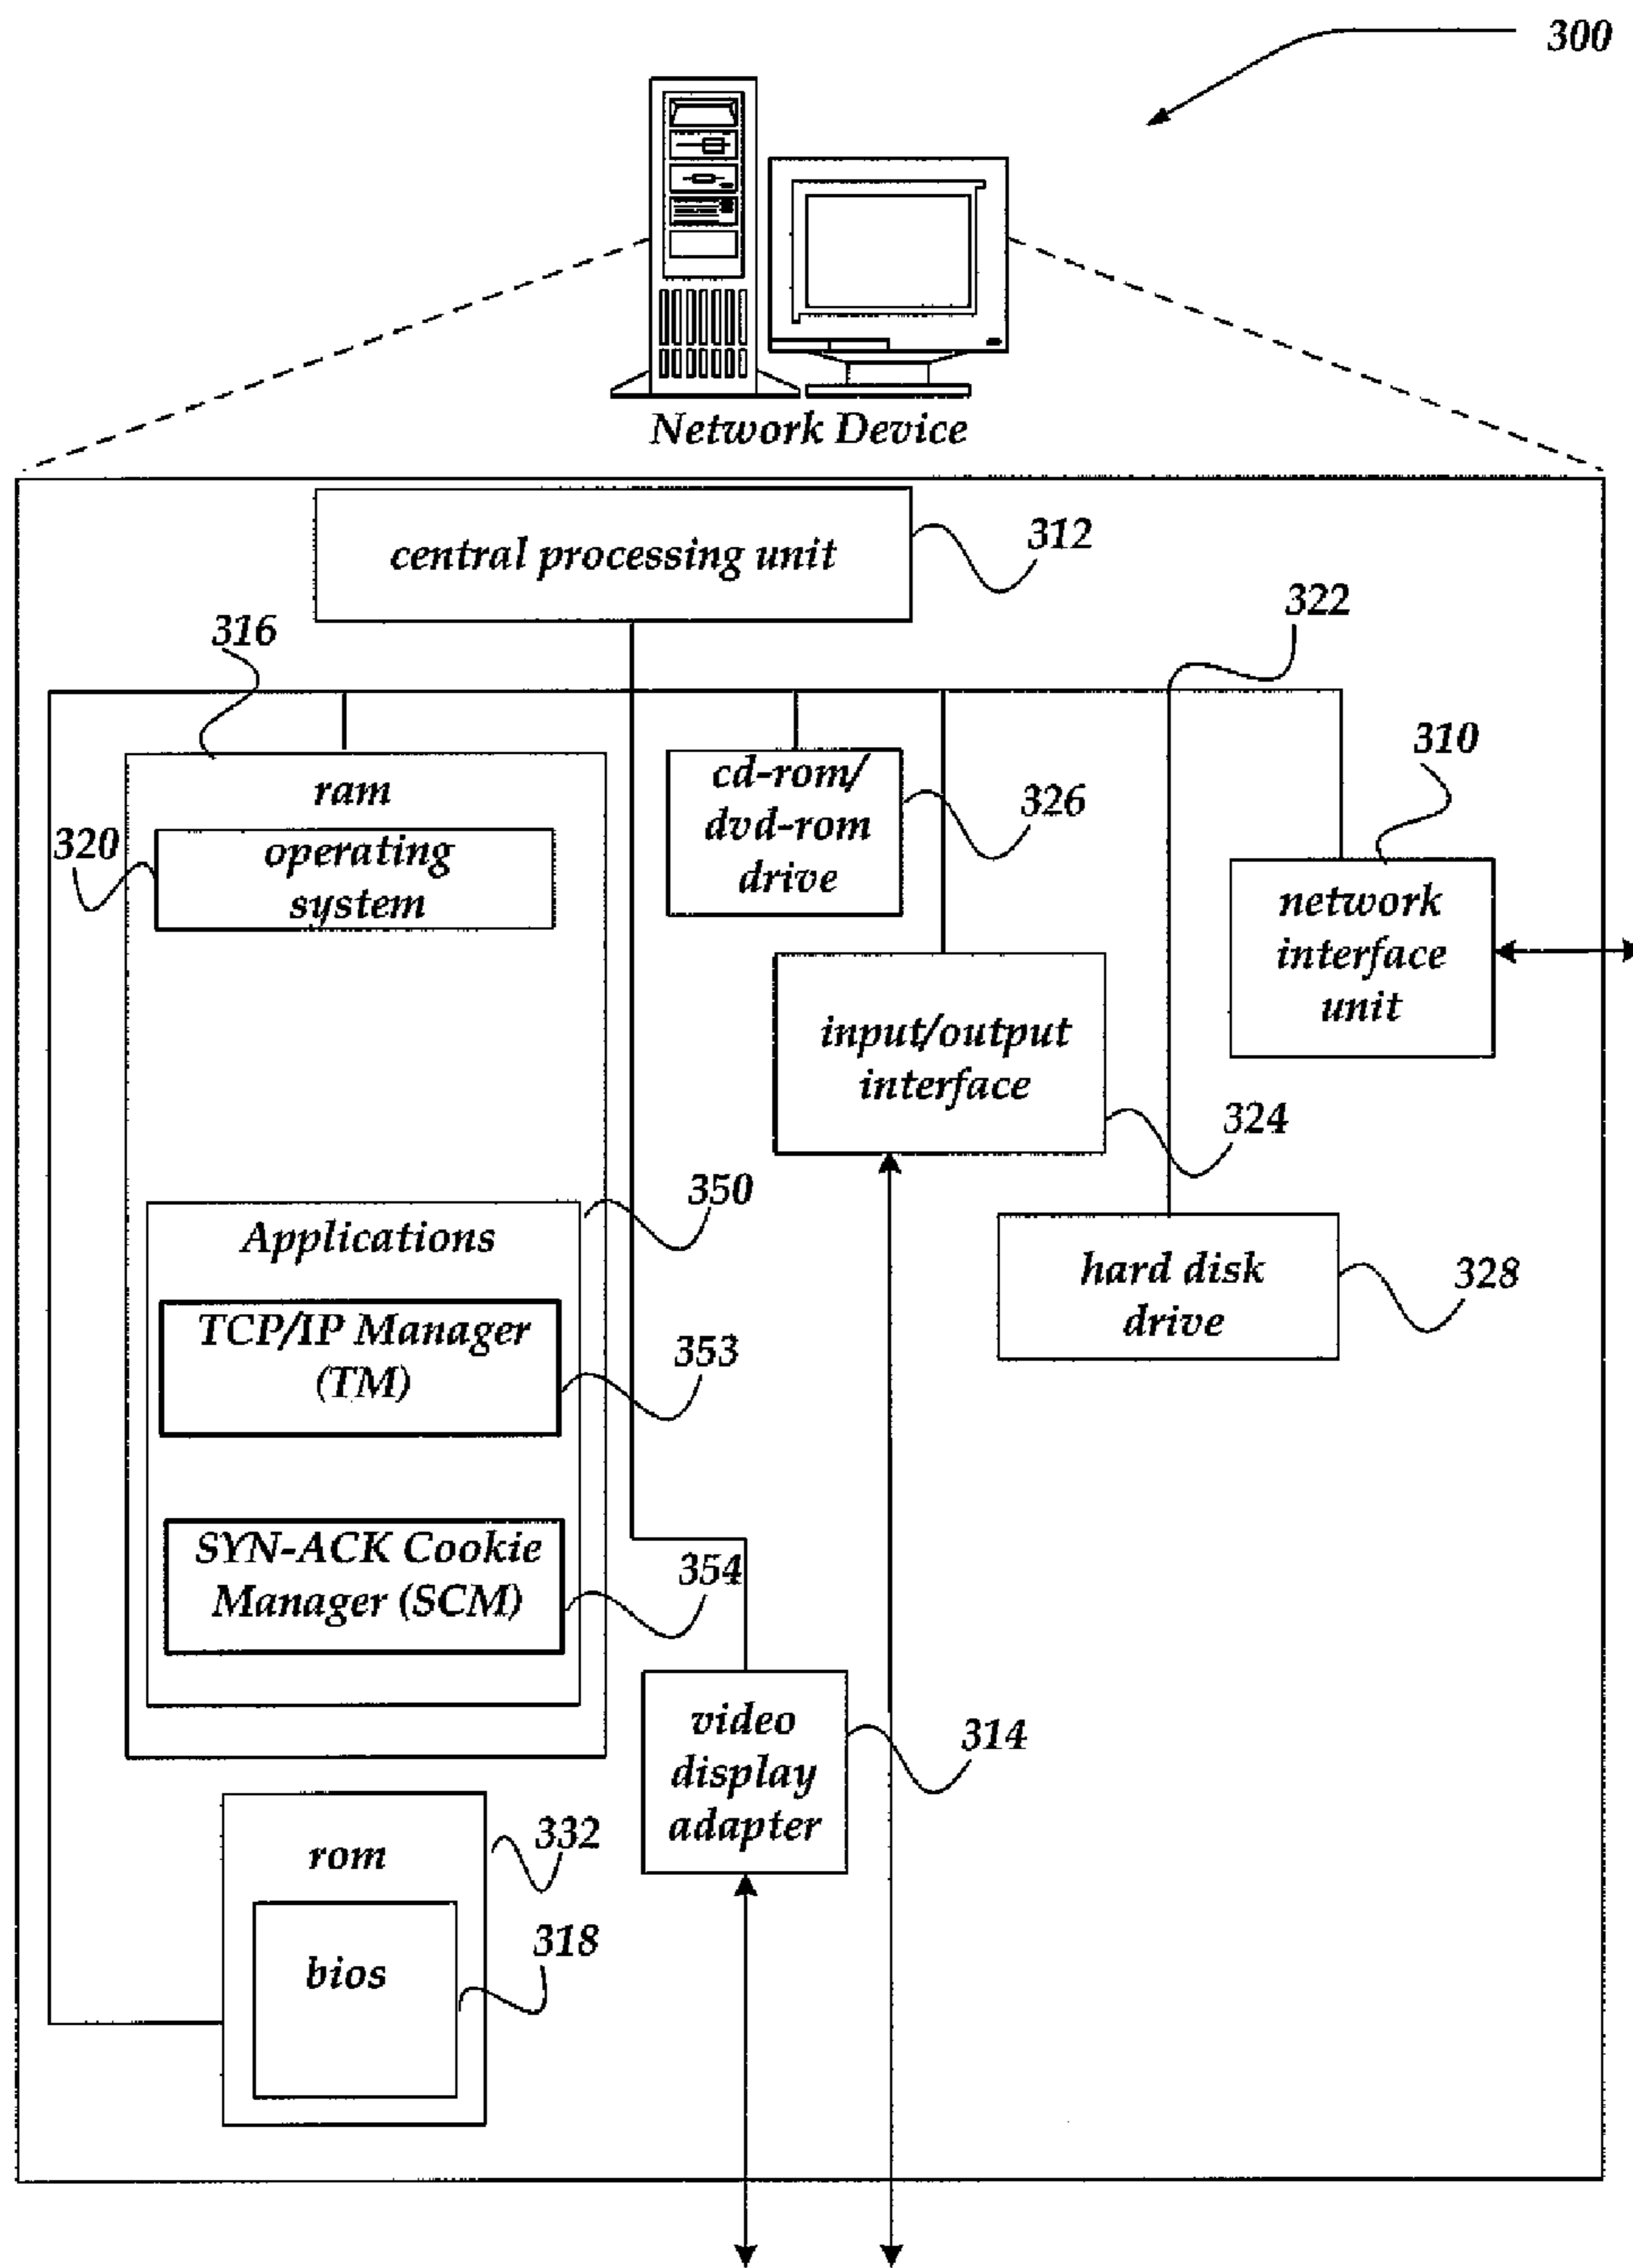 300
Network Device
central processing unit
312
322
316
310
ram
cd-rom/
dvd-rom
drive
326
320
operating
system
network
interface
unit
input/output
interface
324
350
Applications
hard disk
drive
328
TCP/IP Manager
(TM)
353
SYN-ACK Cookie
Manager (SCM)
354
video
display
adapter
314
rom
332
bios
318